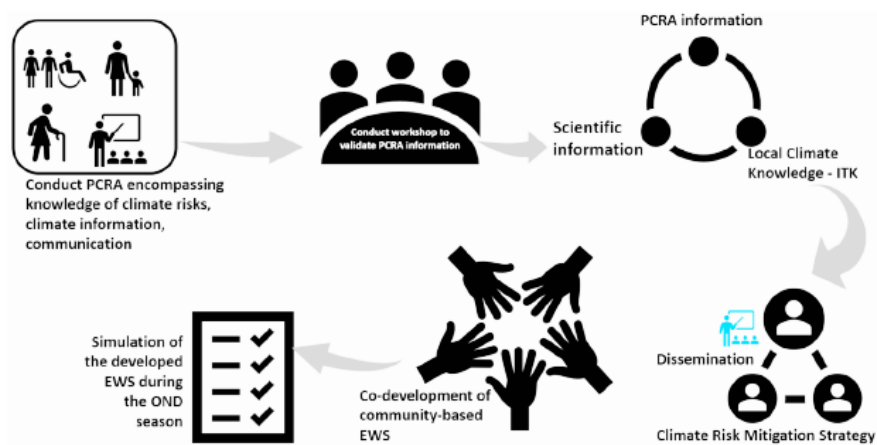 Conduct PCRA encompassing
knowledge of climate risks,
climate information,
communication
Conduct workshop to
validate PCRA information
PCRA information
Scientific
information
Local Climate
Knowledge - ITK
Dissemination
Climate Risk Mitigation Strategy
Co-development of
community-based
EWS
Simulation of
the developed
EWS during
the OND
season